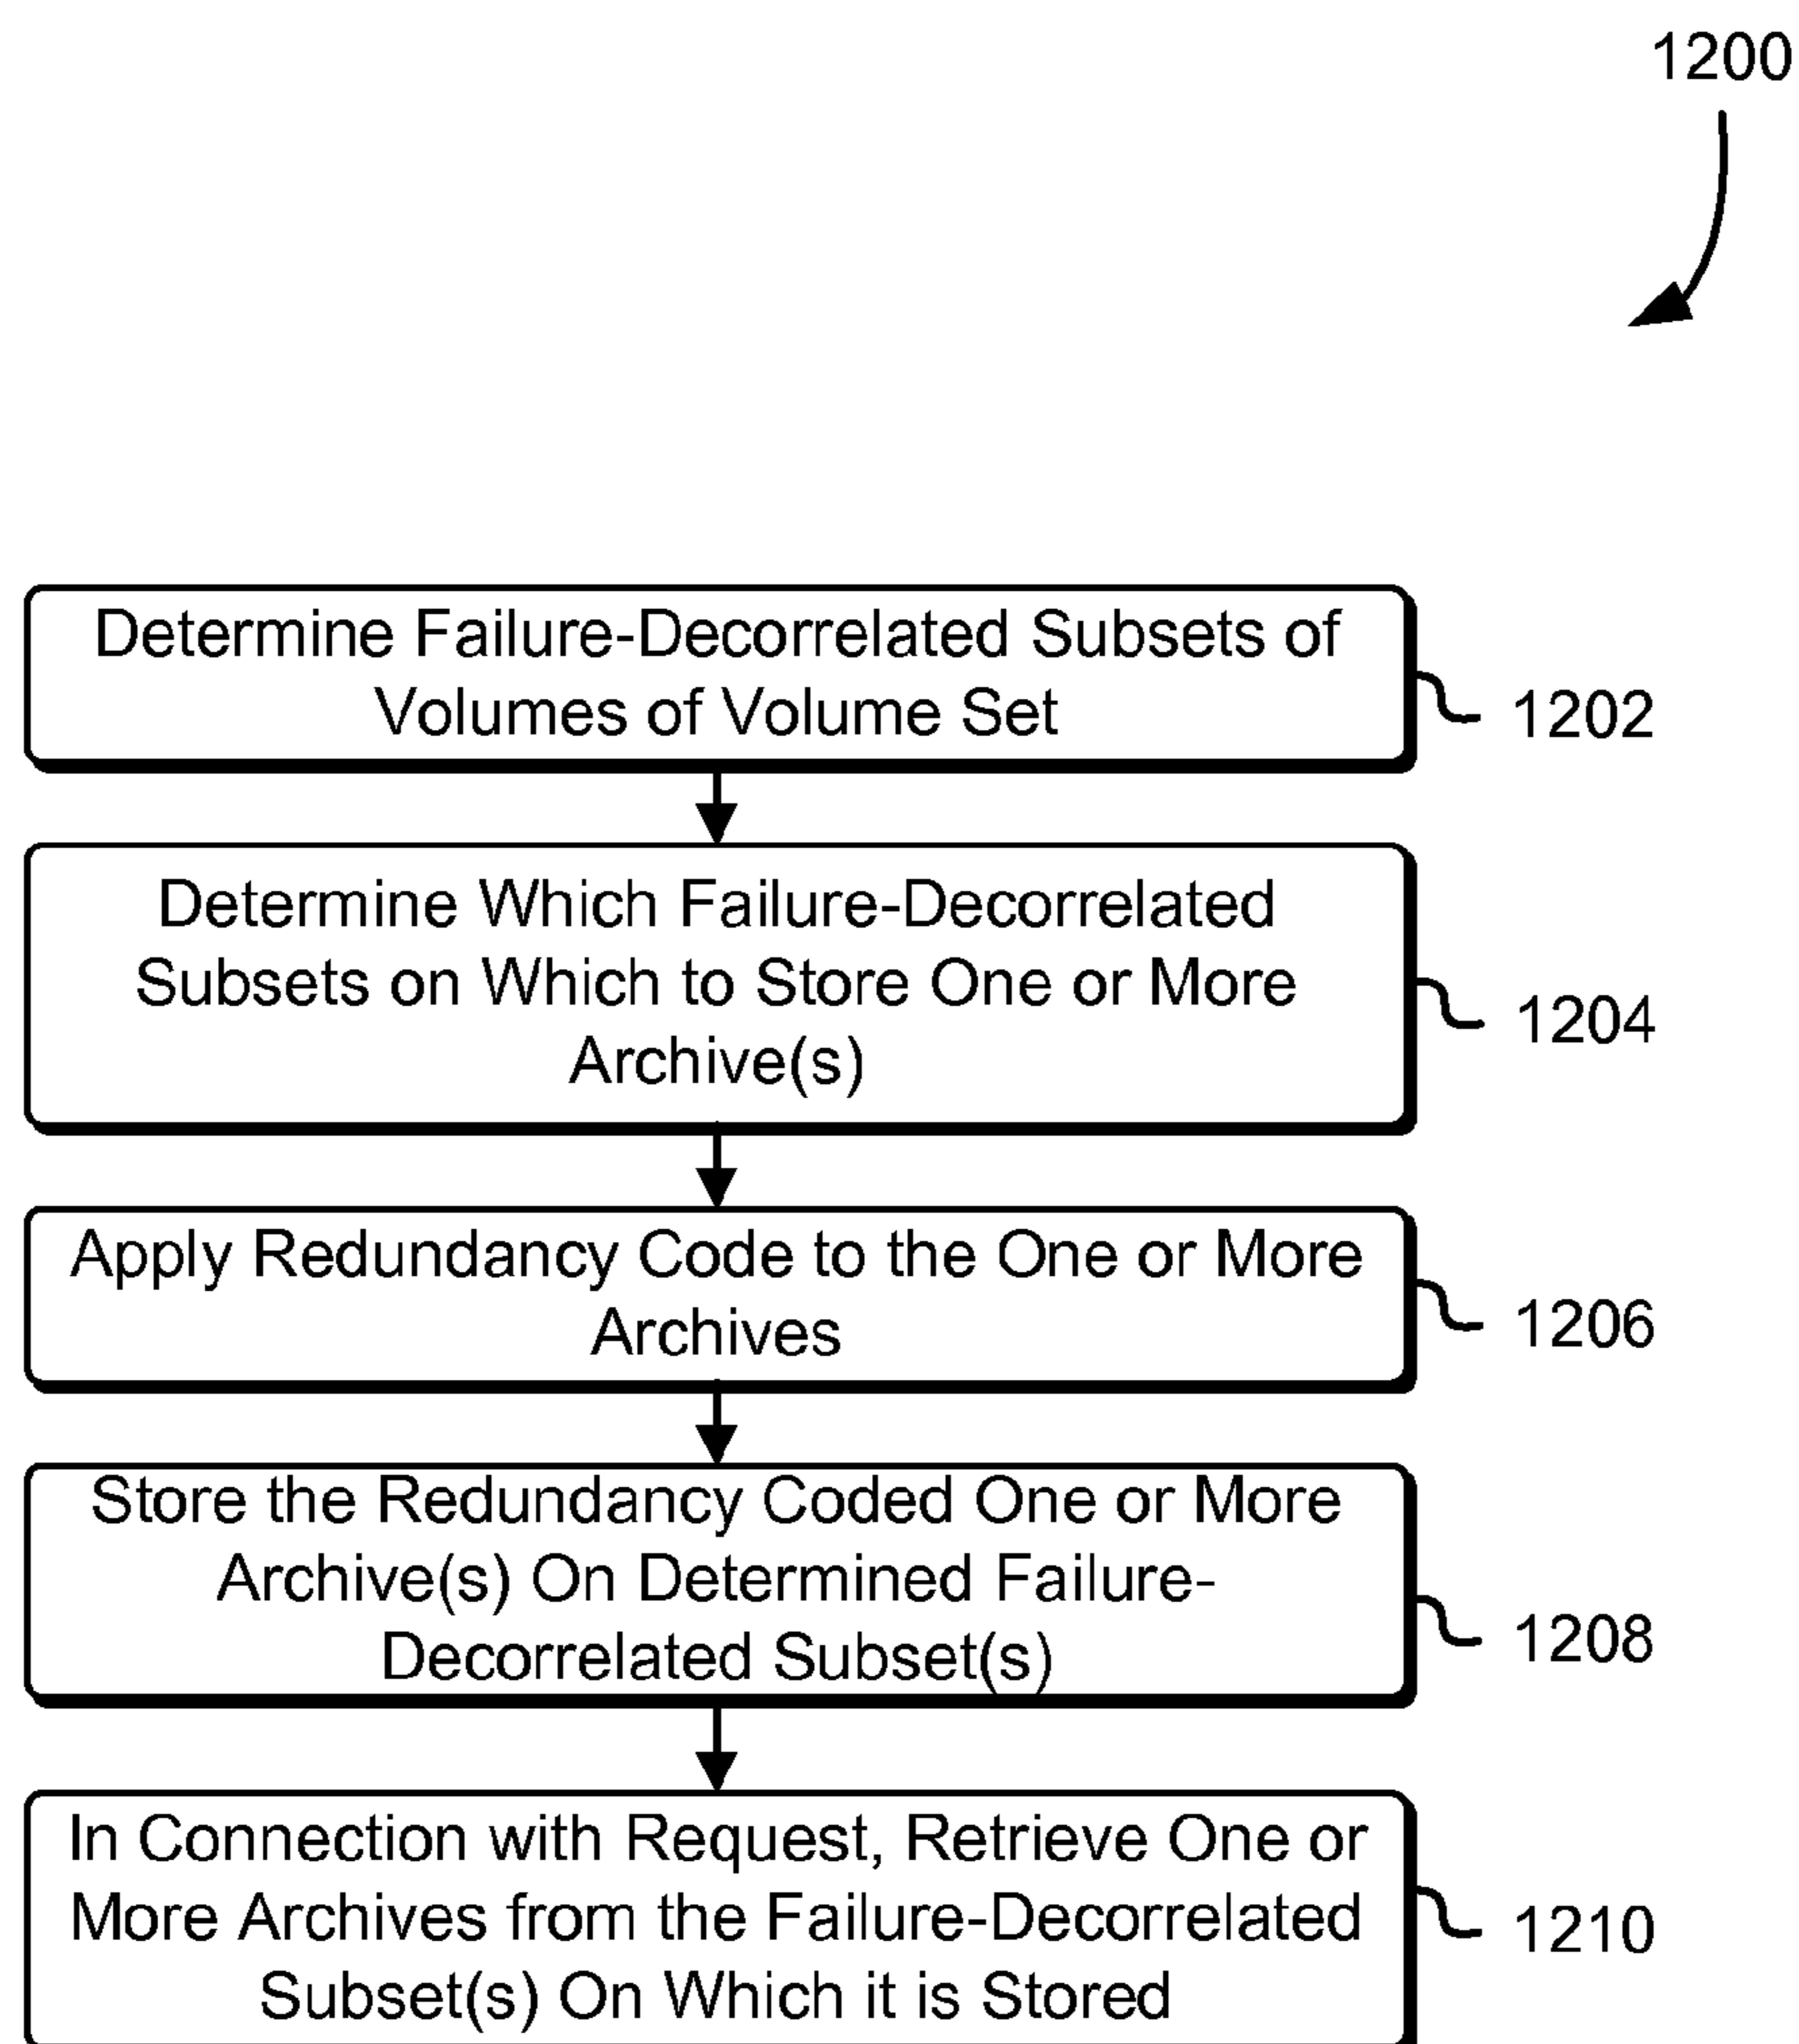 1200
Determine Failure-Decorrelated Subsets of
Volumes of Volume Set
1202
Determine Which Failure-Decorrelated
Subsets on Which to Store One or More
Archive(s)
1204
Apply Redundancy Code to the One or More
Archives
1206
Store the Redundancy Coded One or More
Archive(s) On Determined Failure-
Decorrelated Subset(s)
1208
In Connection with Request, Retrieve One or
More Archives from the Failure-Decorrelated
Subset(s) On Which it is Stored
1210